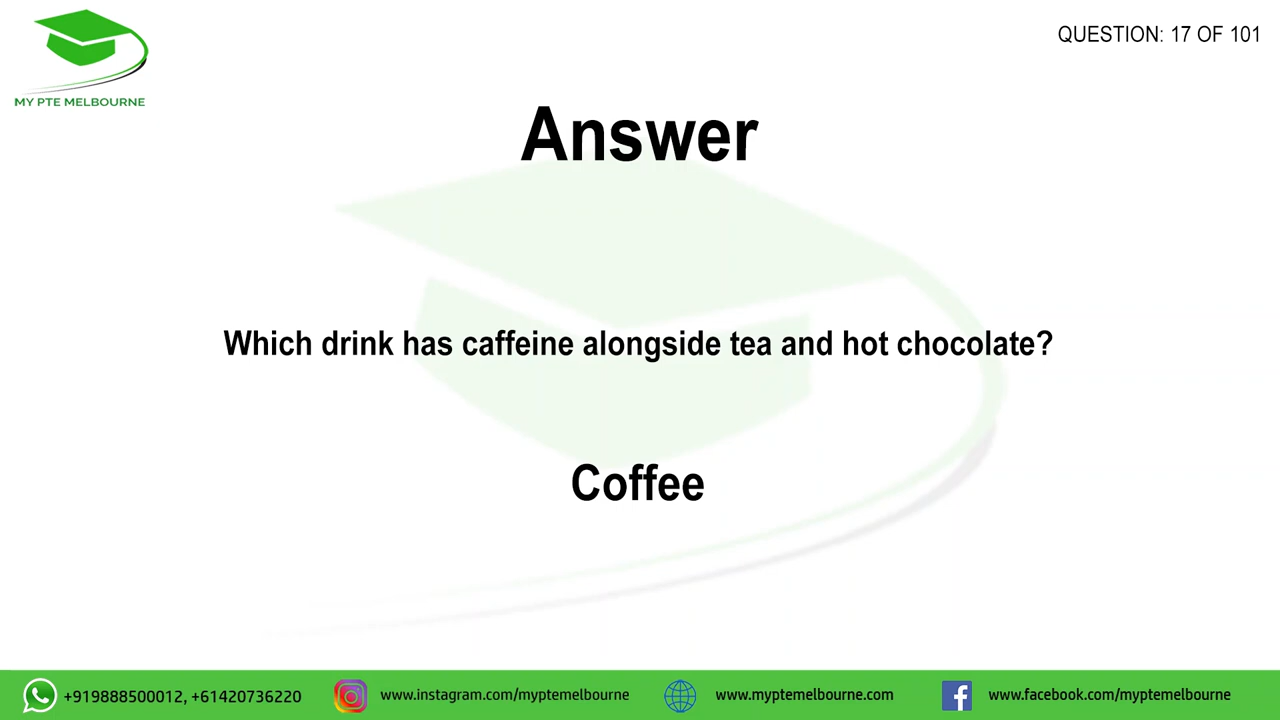 QUESTION: 17 OF 101
MY PTE MELBOURNE
Answer
Which drink has caffeine alongside tea and hot chocolate?
Coffee
+919888500012, +61420736220
www.instagram.com/myptemelbourne
www.myptemelbourne.com
www.facebook.com/myptemelbourne